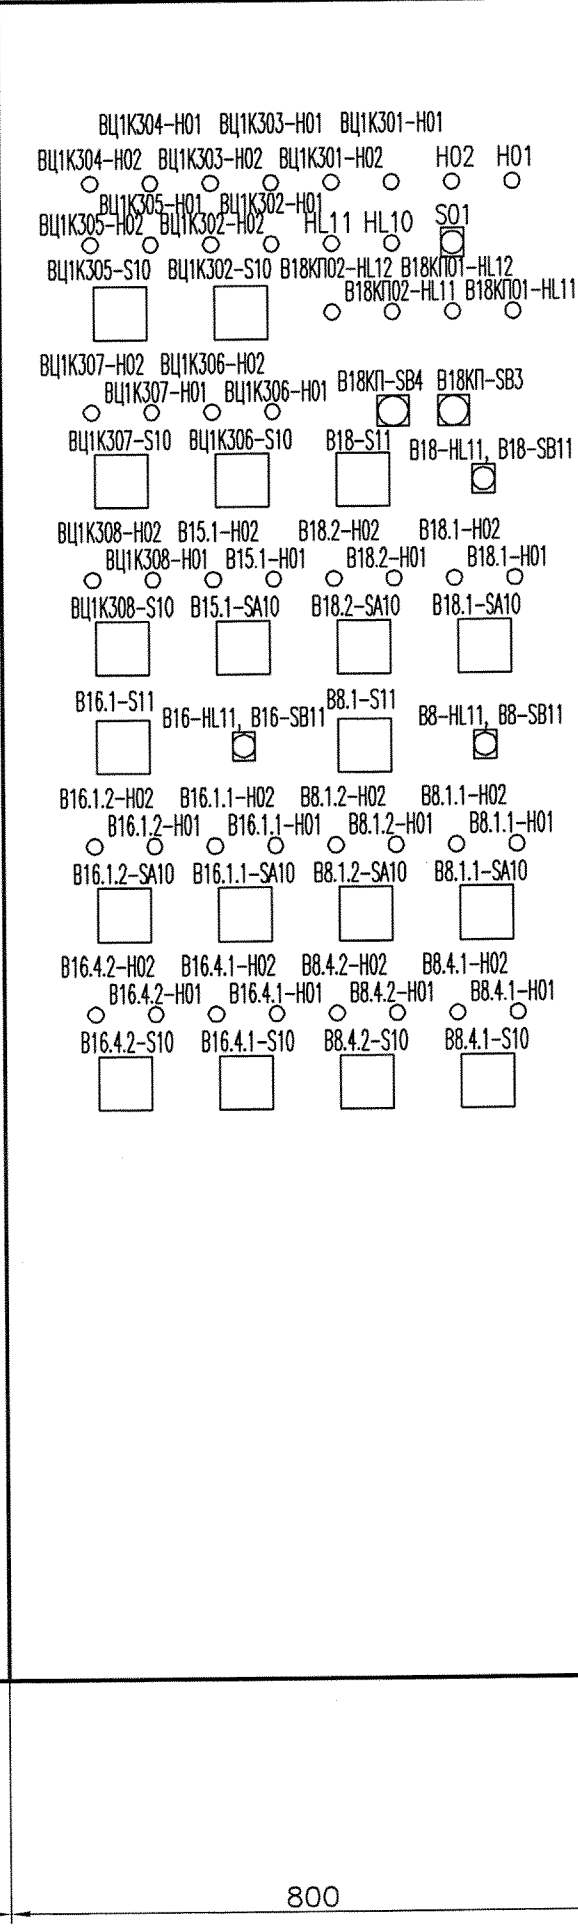 ВЦ1К304-Н01 ВЦ1К303-Н01 ВЦ1К301-Н01
ВЦ1К304-Н02 ВЦ1К303-Н02 ВЦ1К301-Н02 Н02 Н01
ВЦ1К305-Н01 ВЦ1К302-Н01
ВЦ1К305-Н02 ВЦ1К302-Н02 HL11 HL10 S01
ВЦ1К305-S10 ВЦ1К302-S10 В18КП02-HL12 В18КП01-HL12
В18КП02-HL11 В18КП01-HL11
ВЦ1К307-Н02 ВЦ1К306-Н02
ВЦ1К307-Н01 ВЦ1К306-Н01 В18КП-SB4 В18КП-SB3
ВЦ1К307-S10 ВЦ1К306-S10 В18-S11 В18-HL11, В18-SB11
ВЦ1К308-Н02 В15.1-Н02 В18.2-Н02 В18.1-Н02
ВЦ1К308-Н01 В15.1-Н01 В18.2-Н01 В18.1-Н01
ВЦ1К308-S10 В15.1-SA10 В18.2-SA10 В18.1-SA10
В16.1-S11 В16-HL11, В16-SB11 В8.1-S11 В8-HL11, В8-SB11
В16.1.2-Н02 В16.1.1-Н02 В8.1.2-Н02 В8.1.1-Н02
В16.1.2-Н01 В16.1.1-Н01 В8.1.2-Н01 В8.1.1-Н01
В16.1.2-SA10 В16.1.1-SA10 В8.1.2-SA10 В8.1.1-SA10
В16.4.2-Н02 В16.4.1-Н02 В8.4.2-Н02 В8.4.1-Н02
В16.4.2-Н01 В16.4.1-Н01 В8.4.2-Н01 В8.4.1-Н01
В16.4.2-S10 В16.4.1-S10 В8.4.2-S10 В8.4.1-S10
800